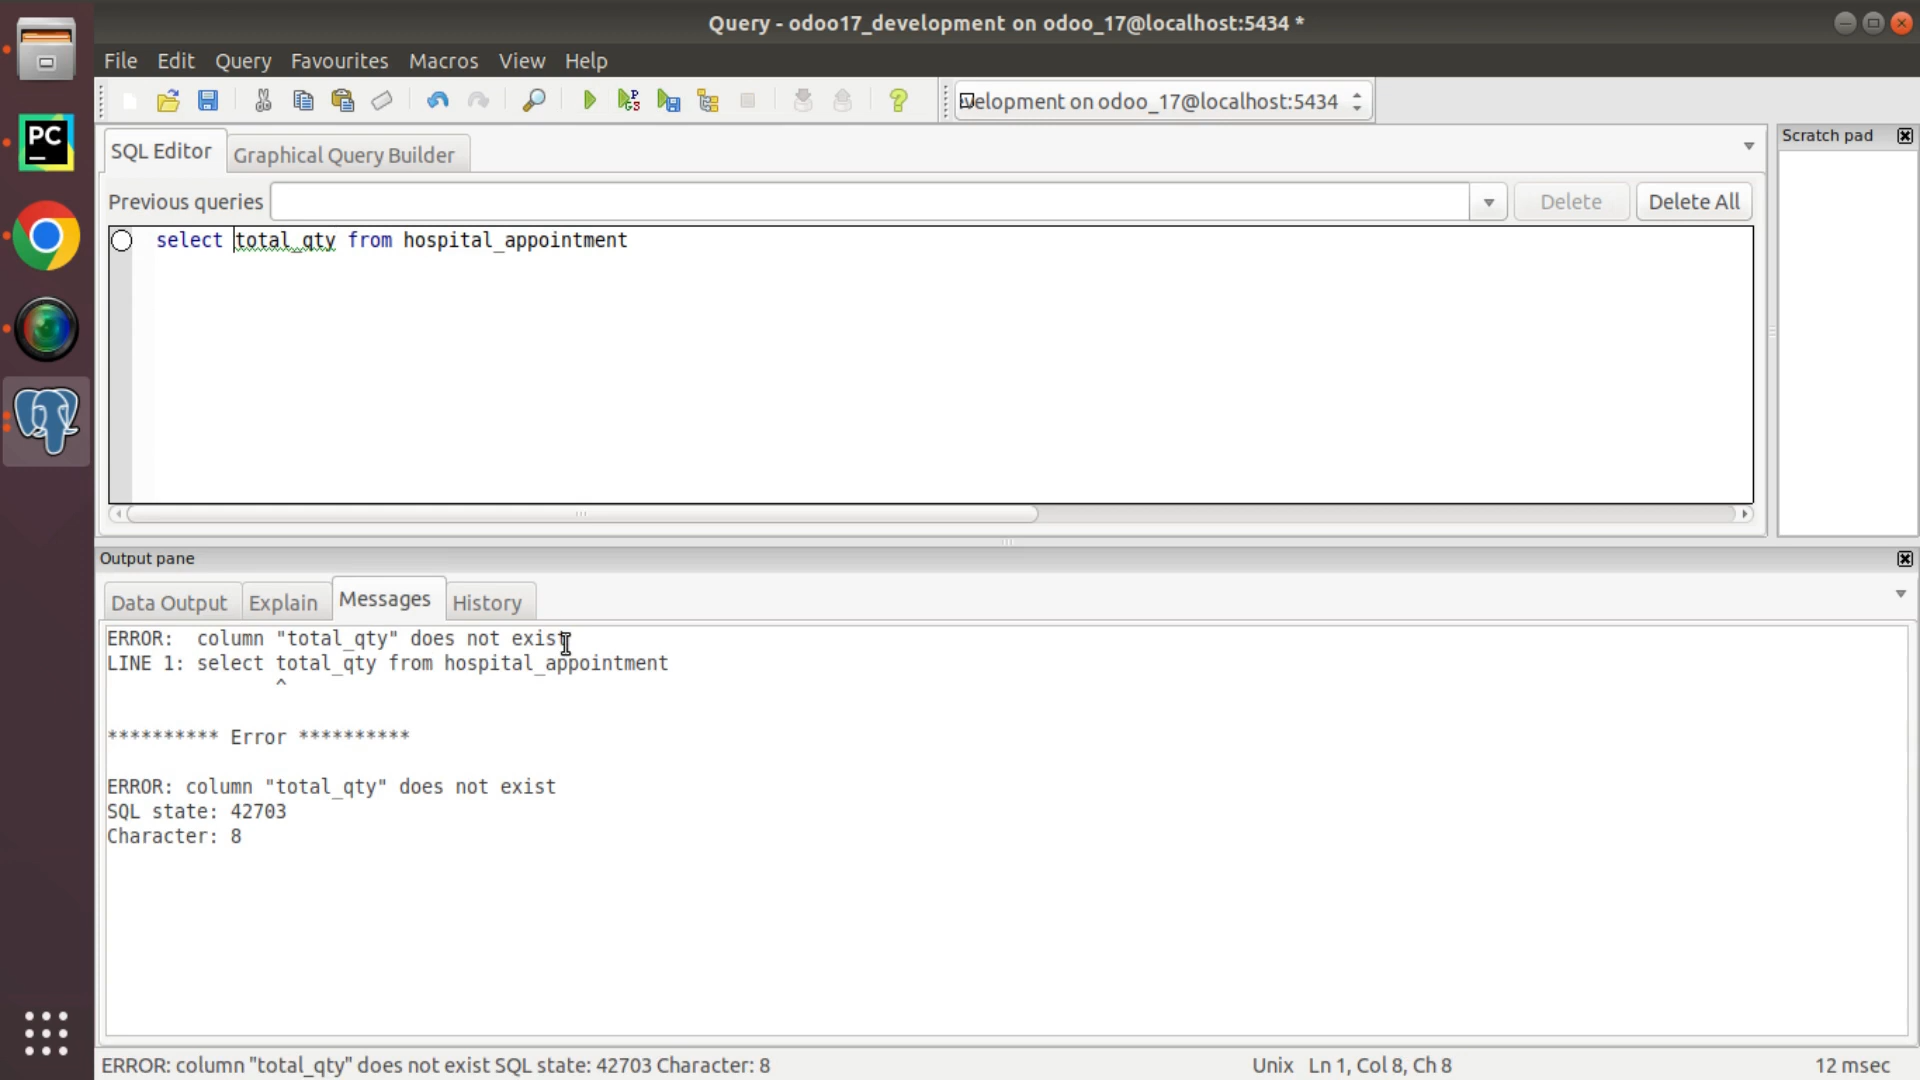 Query - odoo17_development on odoo_17@localhost:5434 *
File Edit Query Favourites Macros View Help
velopment on odoo_17@localhost:5434
SQL Editor Graphical Query Builder
Scratch pad
Previous queries Delete Delete All
select total_qty from hospital_appointment
Output pane
Data Output Explain Messages History
ERROR:  column "total_qty" does not exist
LINE 1: select total_qty from hospital_appointment
^
********** Error **********
ERROR: column "total_qty" does not exist
SQL state: 42703
Character: 8
ERROR: column "total_qty" does not exist SQL state: 42703 Character: 8 Unix Ln 1, Col 8, Ch 8 12 msec
PC